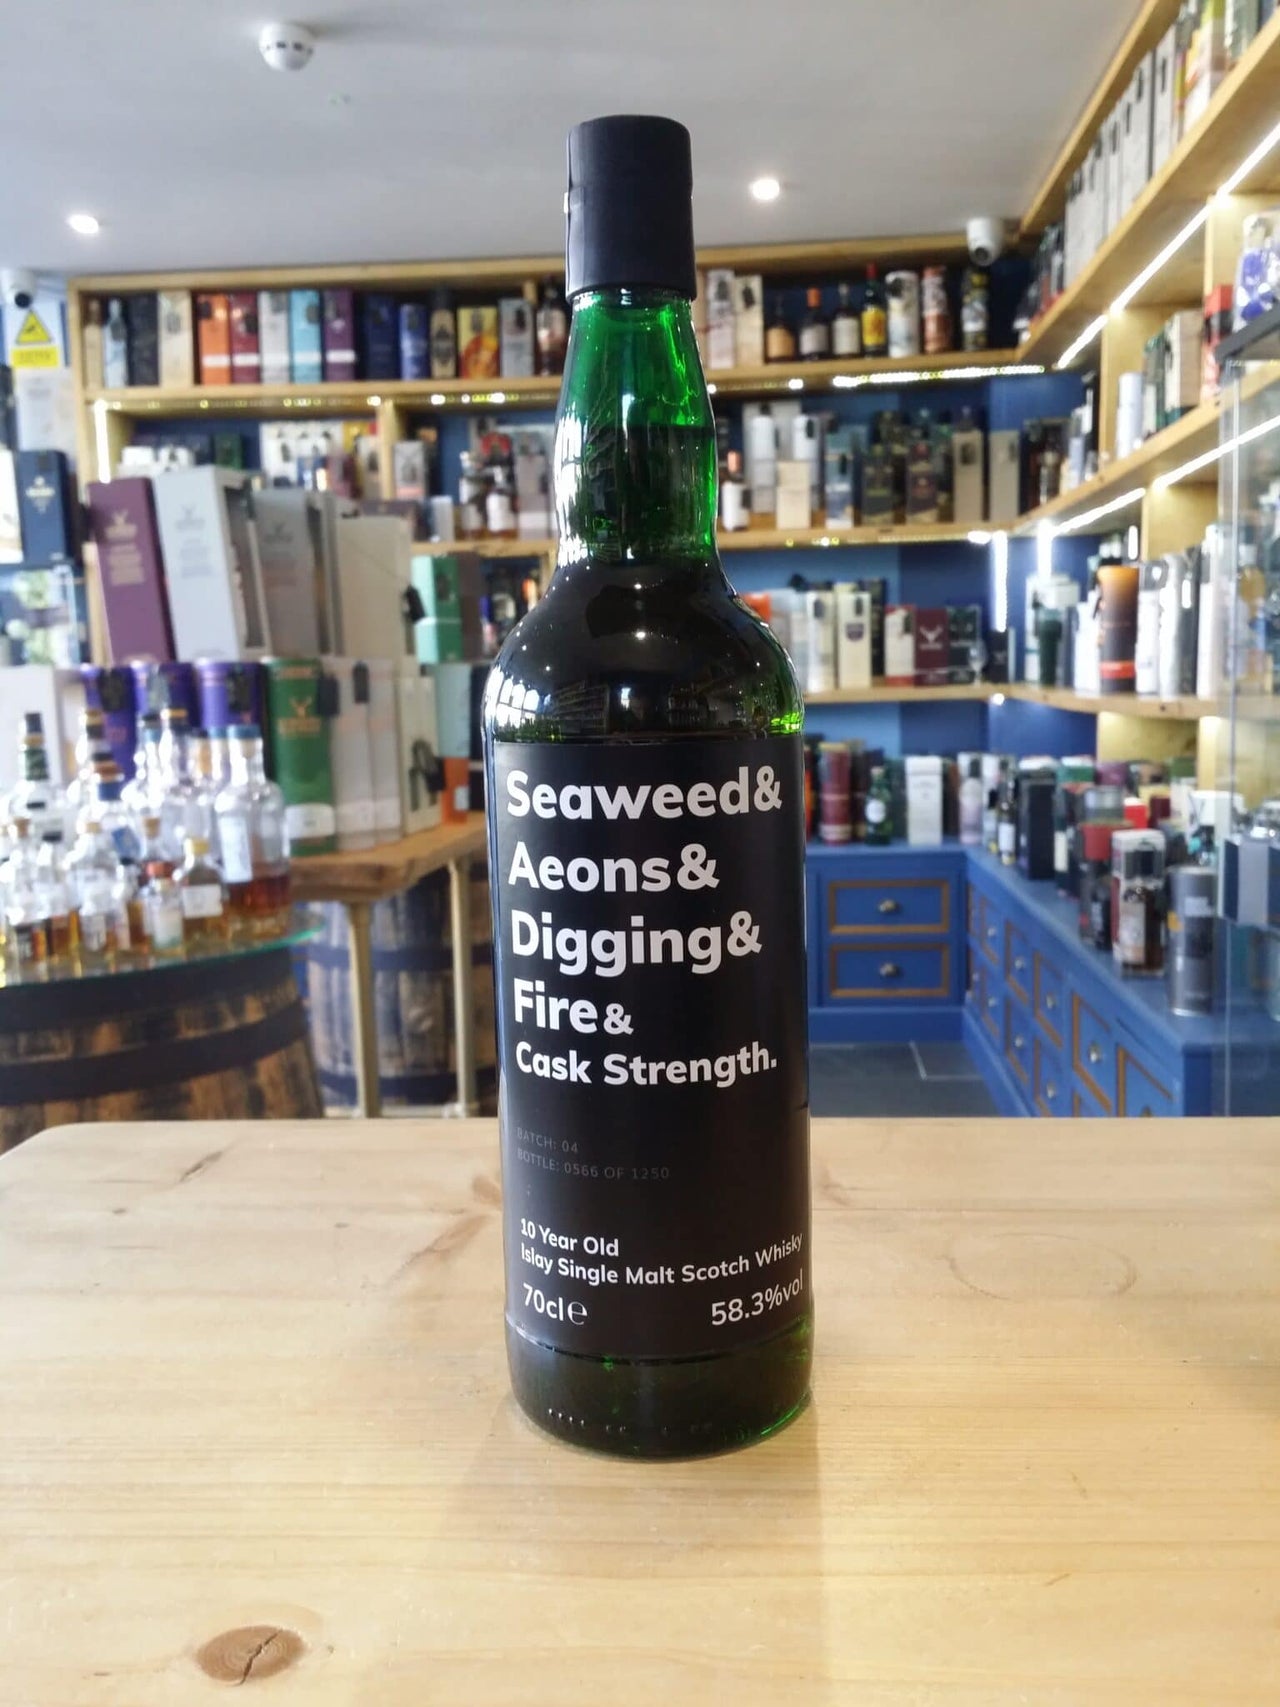 Seaweed&
Aeons&
Digging&
Fire&
Cask Strength.
BATCH: 04
BOTTLE: 0566 OF 1250
10 Year Old
Islay Single Malt Scotch Whisky
70cl℮
58.3%vol